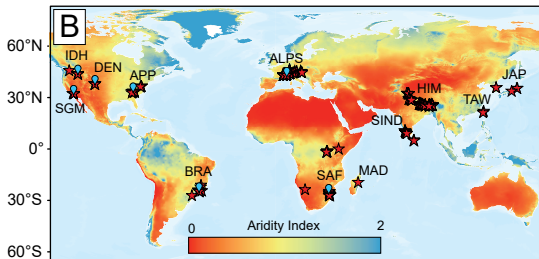 B
60°N
30°N
0°
30°S
60°S
IDH
DEN
APP
SGM
ALPS
HIM
JAP
TAW
SIND
BRA
SAF
MAD
0 Aridity Index 2